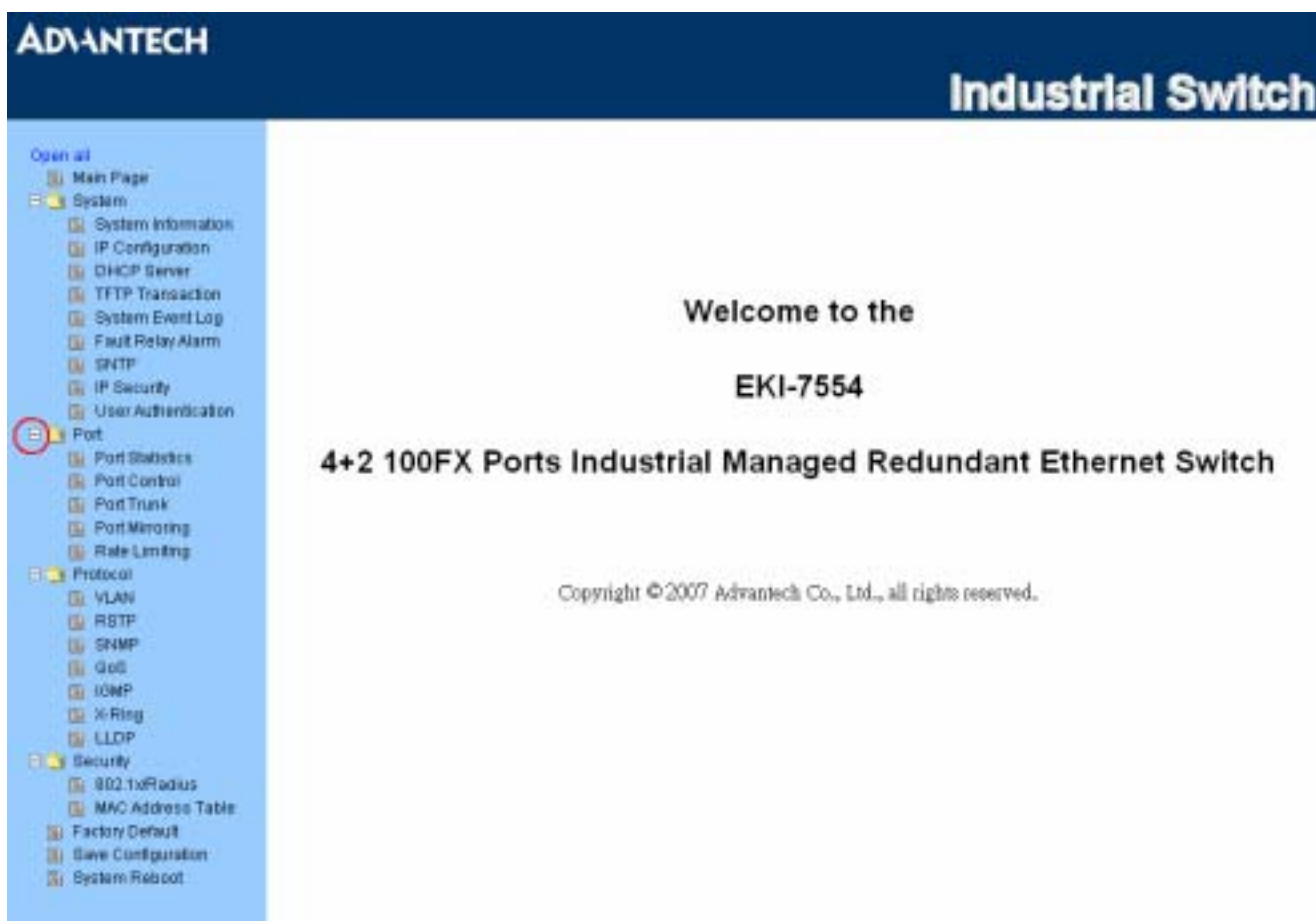 ADVANTECH
Industrial Switch
Open all
Main Page
System
System Information
IP Configuration
DHCP Server
TFTP Transaction
System Event Log
Fault Relay Alarm
SNTP
IP Security
User Authentication
Port
Port Statistics
Port Control
Port Trunk
Port Mirroring
Rate Limiting
Protocol
VLAN
RSTP
SNMP
QoS
IGMP
X-Ring
LLDP
Security
802.1x/Radius
MAC Address Table
Factory Default
Save Configuration
System Reboot
Welcome to the
EKI-7554
4+2 100FX Ports Industrial Managed Redundant Ethernet Switch
Copyright © 2007 Advantech Co., Ltd., all rights reserved.